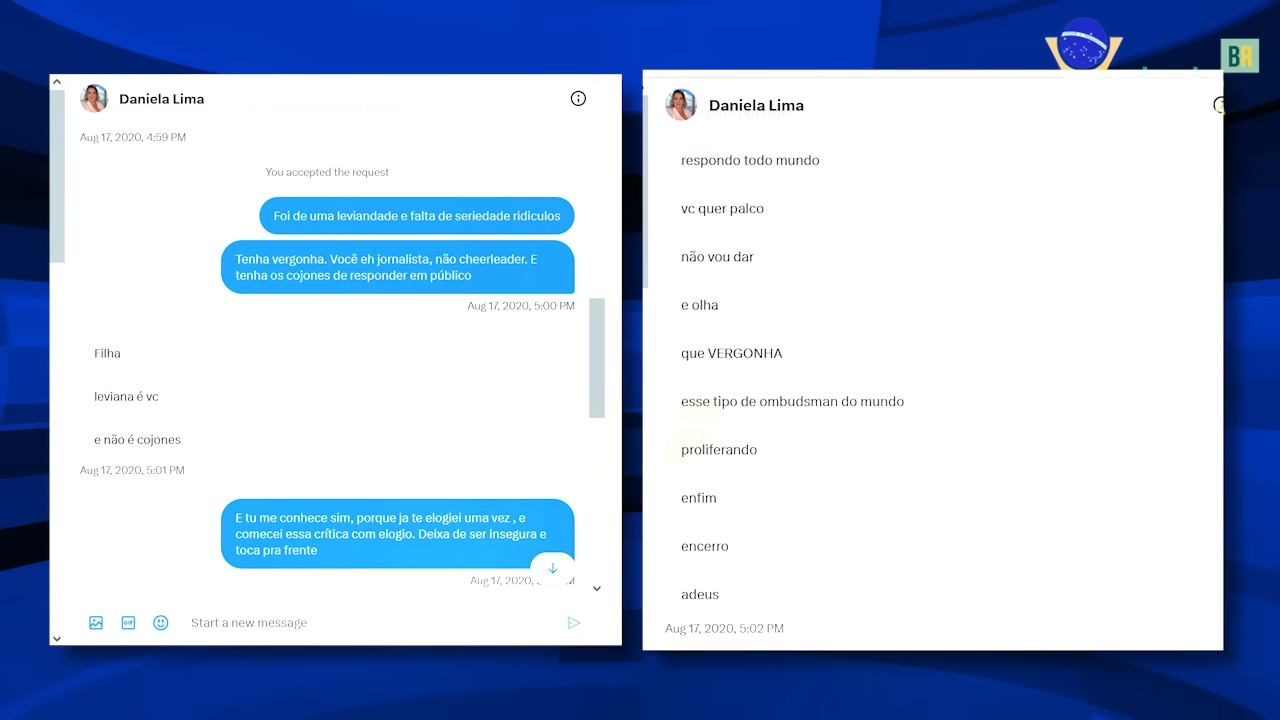 Daniela Lima
Aug 17, 2020, 4:59 PM
You accepted the request
Foi de uma leviandade e falta de seriedade ridiculos
Tenha vergonha. Você eh jornalista, não cheerleader. E
tenha os cojones de responder em público
Aug 17, 2020, 5:00 PM
Filha
leviana é vc
e não é cojones
Aug 17, 2020, 5:01 PM
E tu me conhece sim, porque ja te elogiei uma vez , e
comecei essa crítica com elogio. Deixa de ser insegura e
toca pra frente
Aug 17, 2020,
GIF
Start a new message
BR
Daniela Lima
respondo todo mundo
vc quer palco
não vou dar
e olha
que VERGONHA
esse tipo de ombudsman do mundo
proliferando
enfim
encerro
adeus
Aug 17, 2020, 5:02 PM